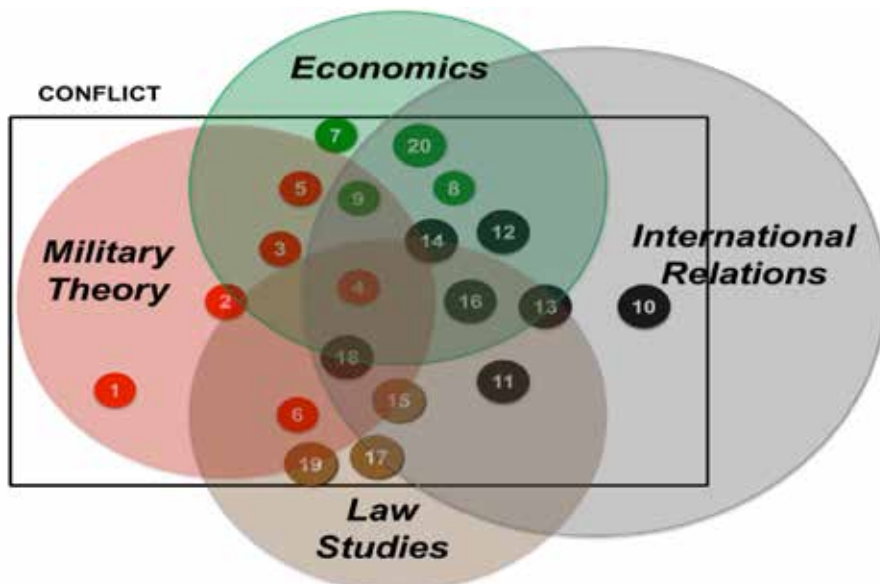 Economics
CONFLICT
7
20
5
9
8
Military
Theory
3
14
12
International
Relations
2
4
16
13
10
18
1
11
6
15
19
17
Law
Studies